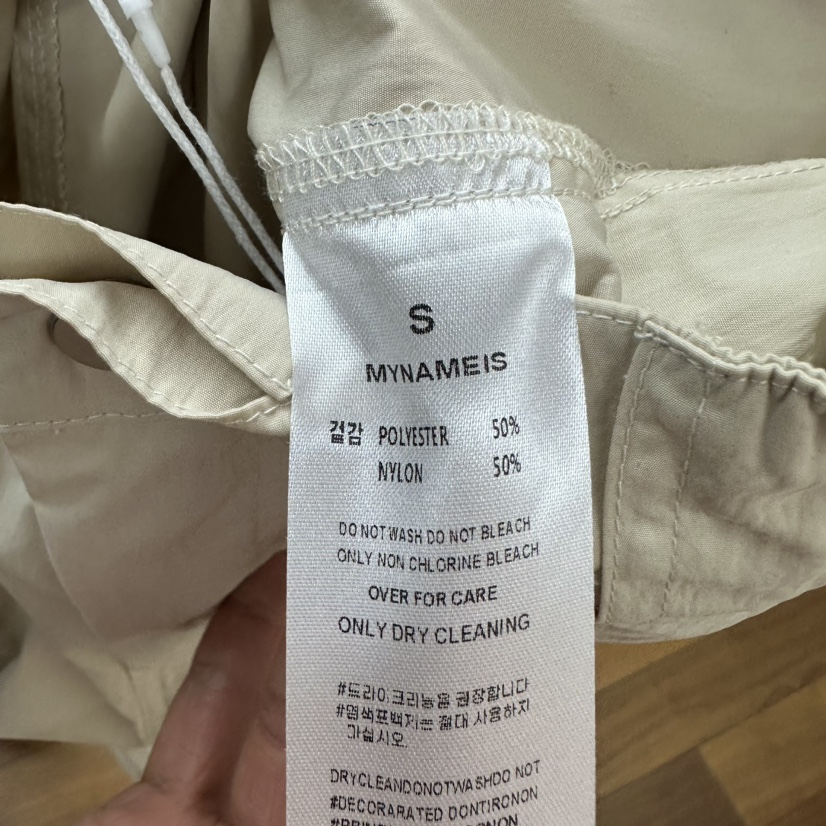 S
MYNAMEIS
겉감 POLYESTER 50%
NYLON 50%
DO NOT WASH DO NOT BLEACH
ONLY NON CHLORINE BLEACH
OVER FOR CARE
ONLY DRY CLEANING
#드라이 크리닝을 권장합니다
#염색표백제는 절대 사용하지
마십시오.
DRYCLEANDONOTWASHDO NOT
#DECORARATED DONTIRONON